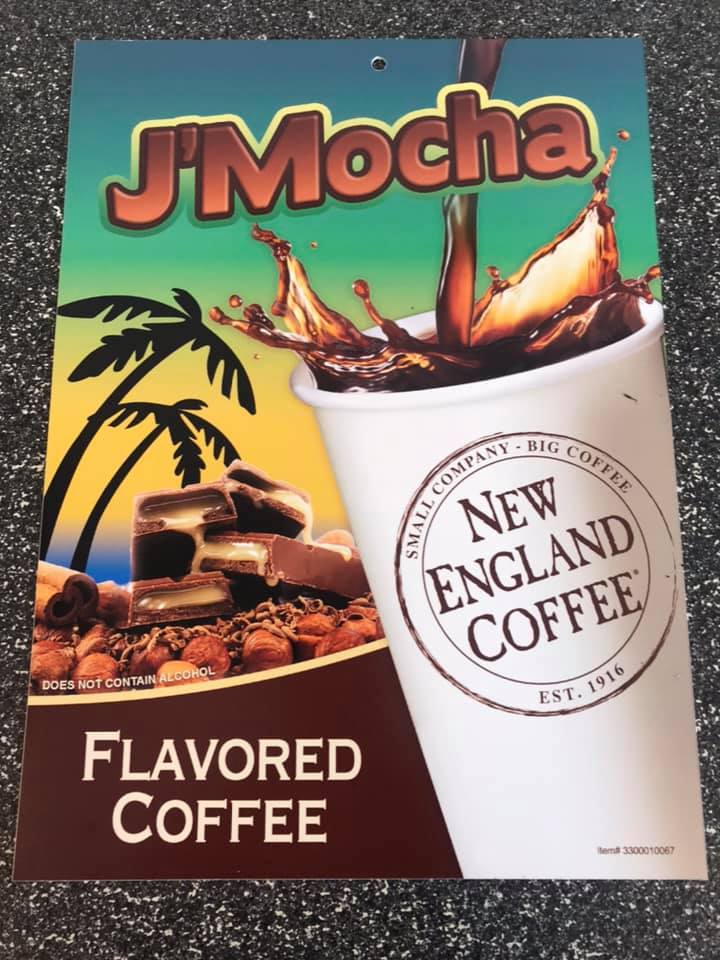 J'Mocha
SMALL COMPANY - BIG COFFEE
NEW
ENGLAND
COFFEE®
EST. 1916
DOES NOT CONTAIN ALCOHOL
FLAVORED
COFFEE
Item# 3300010067